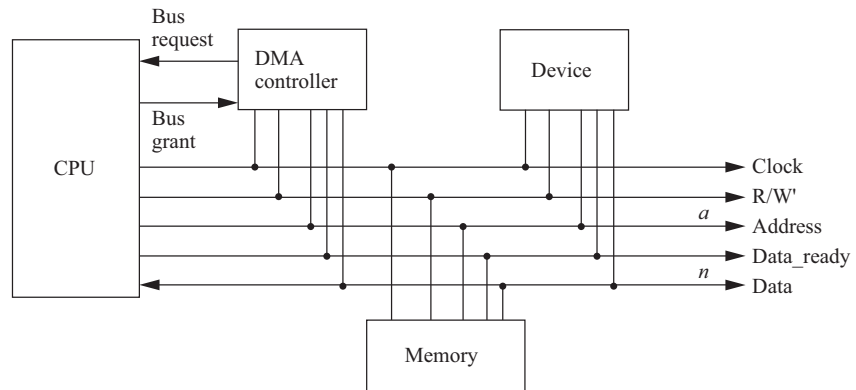 Bus
request
DMA
controller
Device
Bus
grant
CPU
Clock
R/W'
a
Address
Data_ready
n
Data
Memory